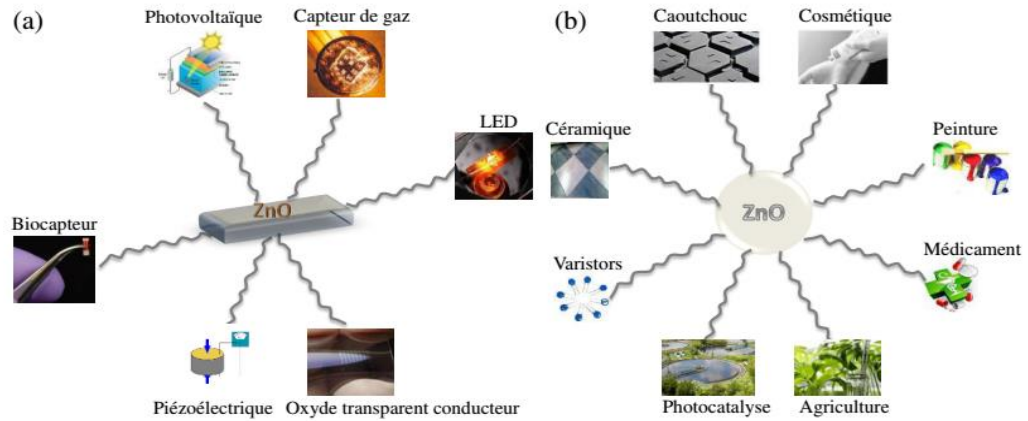 (a)
Photovoltaïque
Capteur de gaz
LED
ZnO
Biocapteur
Piézoélectrique
Oxyde transparent conducteur
(b)
Caoutchouc
Cosmétique
Céramique
Peinture
ZnO
Varistors
Médicament
Photocatalyse
Agriculture